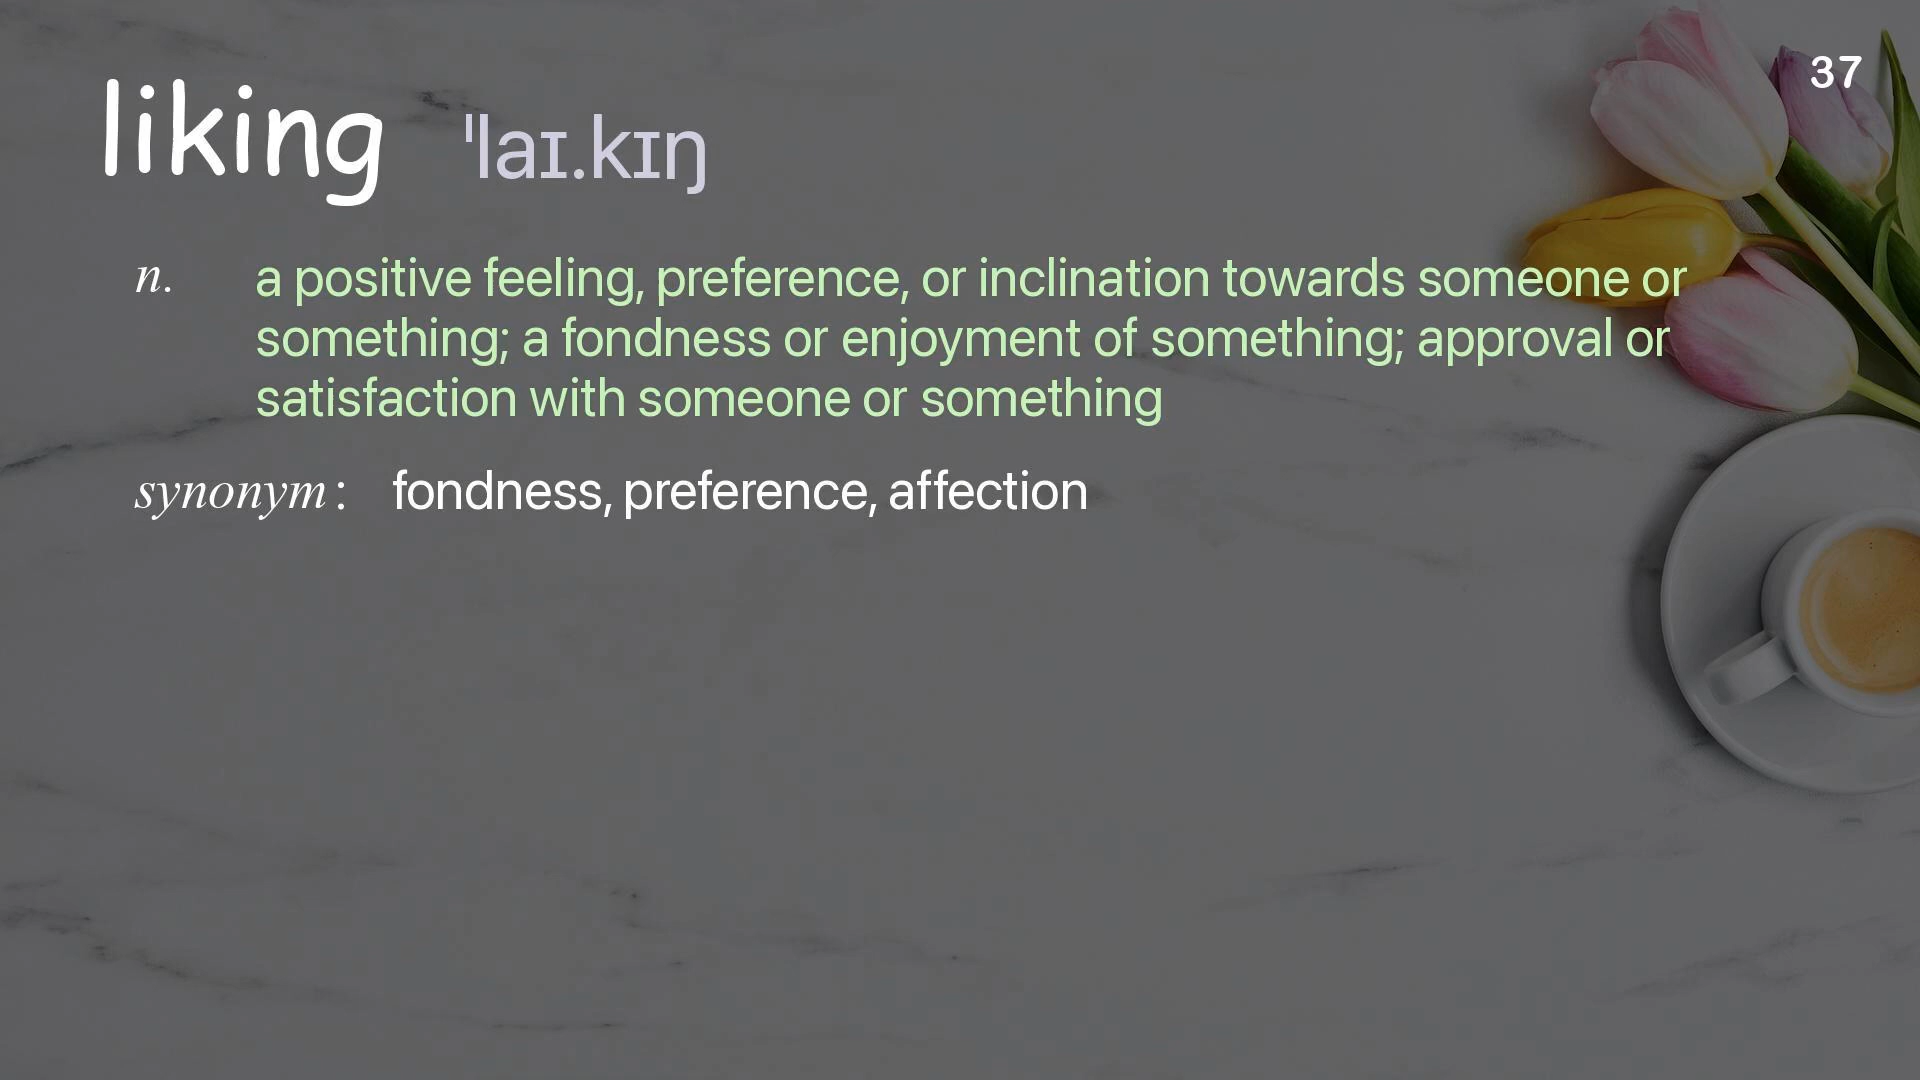 37
liking ˈlaɪ.kɪŋ
n. a positive feeling, preference, or inclination towards someone or
something; a fondness or enjoyment of something; approval or
satisfaction with someone or something
synonym: fondness, preference, affection